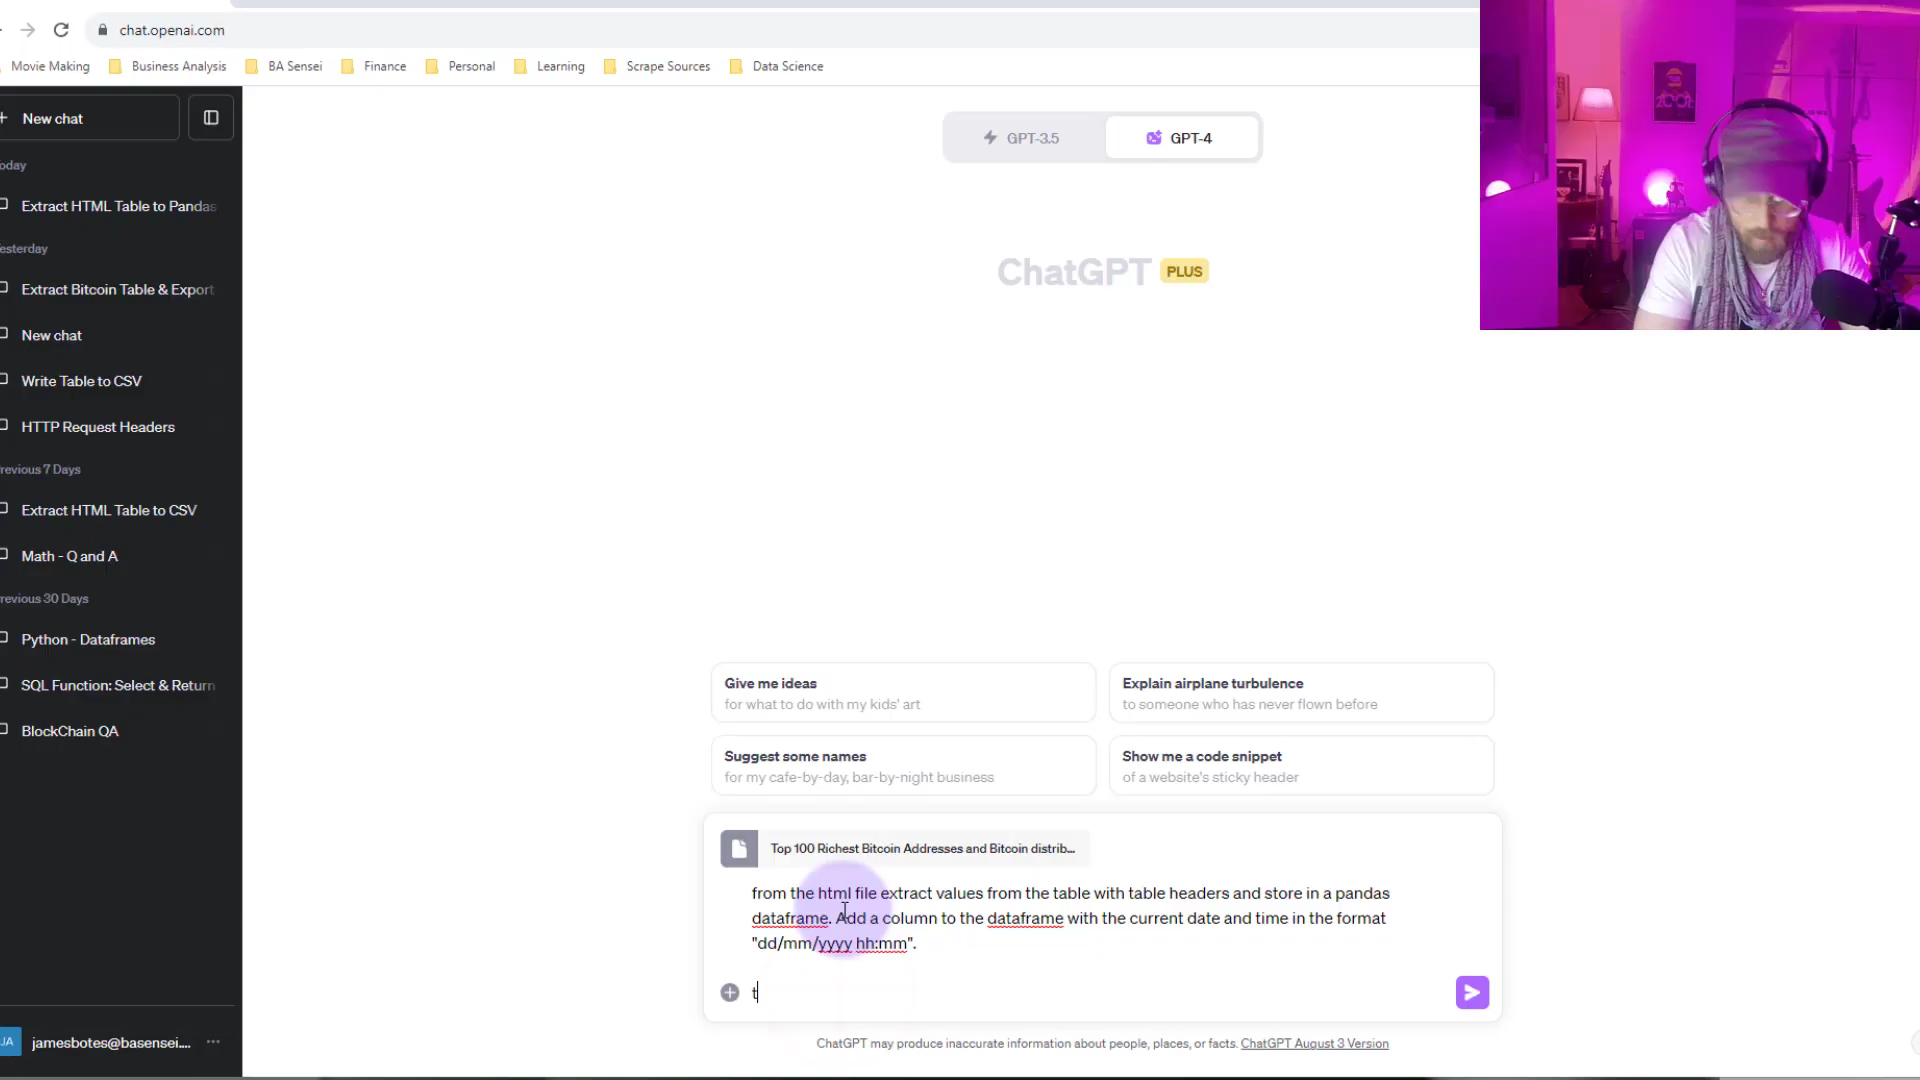 chat.openai.com
Movie Making
Business Analysis
BA Sensei
Finance
Personal
Learning
Scrape Sources
Data Science
New chat
oday
Extract HTML Table to Pandas
esterday
Extract Bitcoin Table & Export
New chat
Write Table to CSV
HTTP Request Headers
revious 7 Days
Extract HTML Table to CSV
Math - Q and A
revious 30 Days
Python - Dataframes
SQL Function: Select & Return
BlockChain QA
JA
jamesbotes@basensei....
GPT-3.5
GPT-4
ChatGPT PLUS
Give me ideas
for what to do with my kids' art
Explain airplane turbulence
to someone who has never flown before
Suggest some names
for my cafe-by-day, bar-by-night business
Show me a code snippet
of a website's sticky header
Top 100 Richest Bitcoin Addresses and Bitcoin distrib...
from the html file extract values from the table with table headers and store in a pandas
dataframe. Add a column to the dataframe with the current date and time in the format
"dd/mm/yyyy hh:mm".
t
ChatGPT may produce inaccurate information about people, places, or facts. ChatGPT August 3 Version